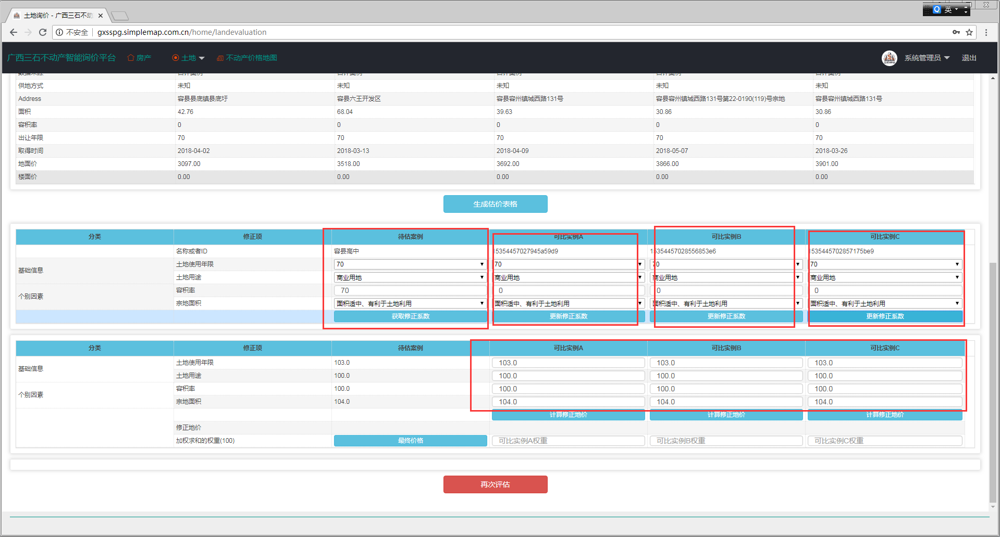 土地询价 - 广西三石不动
英
不安全 gxsspg.simplemap.com.cn/home/landevaluation
广西三石不动产智能询价平台 房产 土地 不动产价格地图 系统管理员 退出
供地方式 未知 未知 未知 未知 未知
Address 容县县底镇县底圩 容县六王开发区 容县容州镇城西路131号 容县容州镇城西路131号第22-0190(119)号宗地 容县容州镇城西路131号
面积 42.76 68.04 39.63 30.86 30.86
容积率 0 0 0 0 0
出让年限 70 70 70 70 70
取得时间 2018-04-02 2018-03-13 2018-04-09 2018-05-07 2018-03-26
地面价 3097.00 3518.00 3692.00 3866.00 3901.00
楼面价 0.00 0.00 0.00 0.00 0.00
生成估价表格
分类 修正项 待估案例 可比实例A 可比实例B 可比实例C
名称或者ID 容县高中 15354457027945a59d9 15354457028556853e6 1535445702857175be9
基础信息
土地使用年限 70 70 70 70
土地用途 商业用地 商业用地 商业用地 商业用地
个别因素
容积率 70 0 0 0
宗地面积 面积适中、有利于土地利用 面积适中、有利于土地利用 面积适中、有利于土地利用 面积适中、有利于土地利用
获取修正系数 更新修正系数 更新修正系数 更新修正系数
分类 修正项 待估案例 可比实例A 可比实例B 可比实例C
基础信息
土地使用年限 103.0 103.0 103.0 103.0
土地用途 100.0 100.0 100.0 100.0
个别因素
容积率 100.0 100.0 100.0 100.0
宗地面积 104.0 104.0 104.0 104.0
计算修正地价 计算修正地价 计算修正地价
修正地价
加权求和的权重(100) 最终价格 可比实例A权重 可比实例B权重 可比实例C权重
再次评估